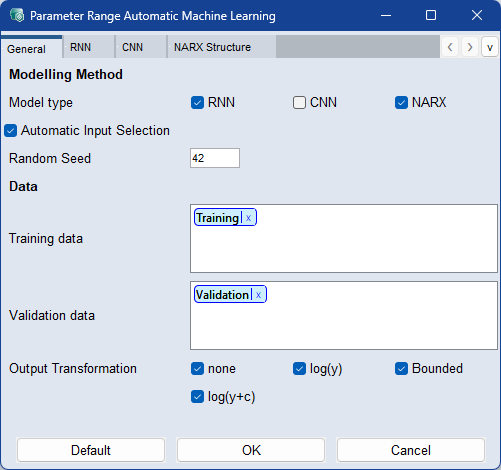 Parameter Range Automatic Machine Learning
General RNN CNN NARX Structure < > v
Modelling Method
Model type RNN CNN NARX
Automatic Input Selection
Random Seed 42
Data
Training data Training x
Validation data Validation x
Output Transformation none log(y) Bounded
log(y+c)
Default OK Cancel